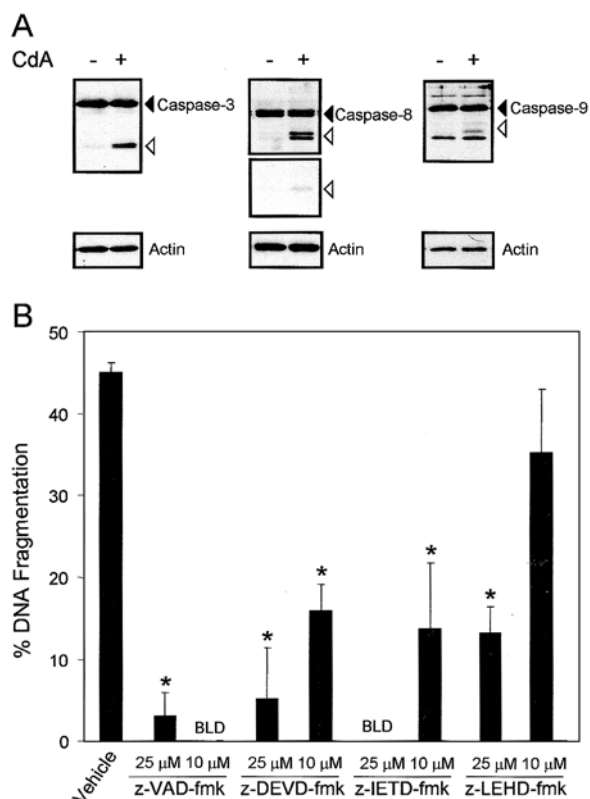 A
CdA - + - + - +
Caspase-3 Caspase-8 Caspase-9
Actin Actin Actin
B
% DNA Fragmentation
50
40
30
20
10
0
* BLD * * BLD * *
Vehicle
25 μM 10 μM 25 μM 10 μM 25 μM 10 μM 25 μM 10 μM
z-VAD-fmk z-DEVD-fmk z-IETD-fmk z-LEHD-fmk